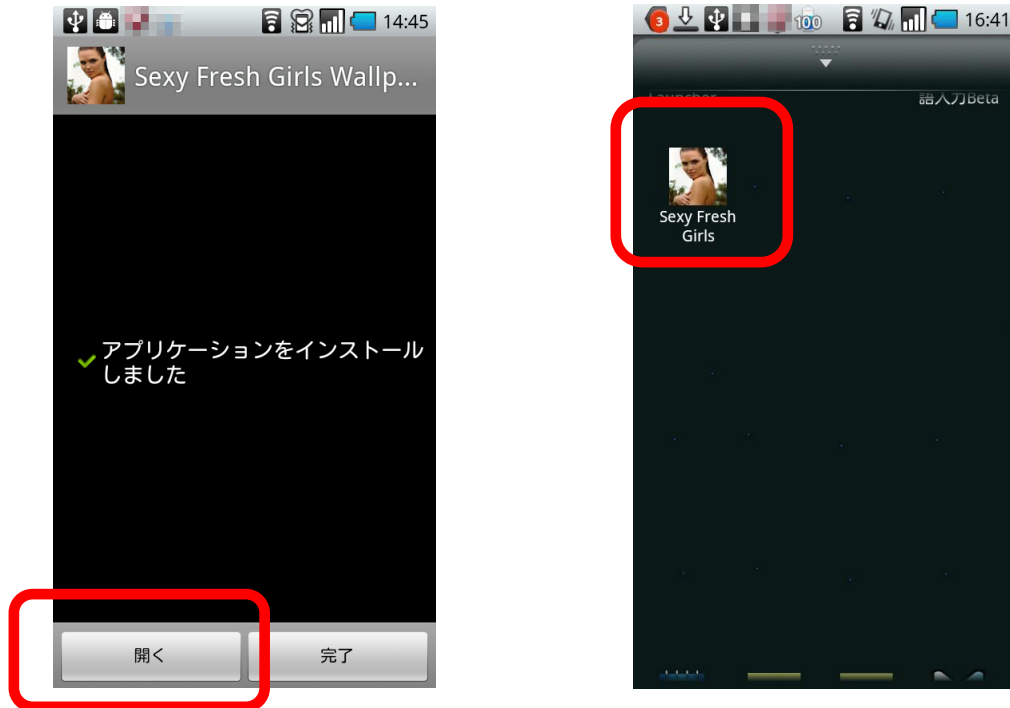 14:45
Sexy Fresh Girls Wallp...
アプリケーションをインストール
しました
開く
完了
3
100
16:41
Launcher
語入力Beta
Sexy Fresh
Girls